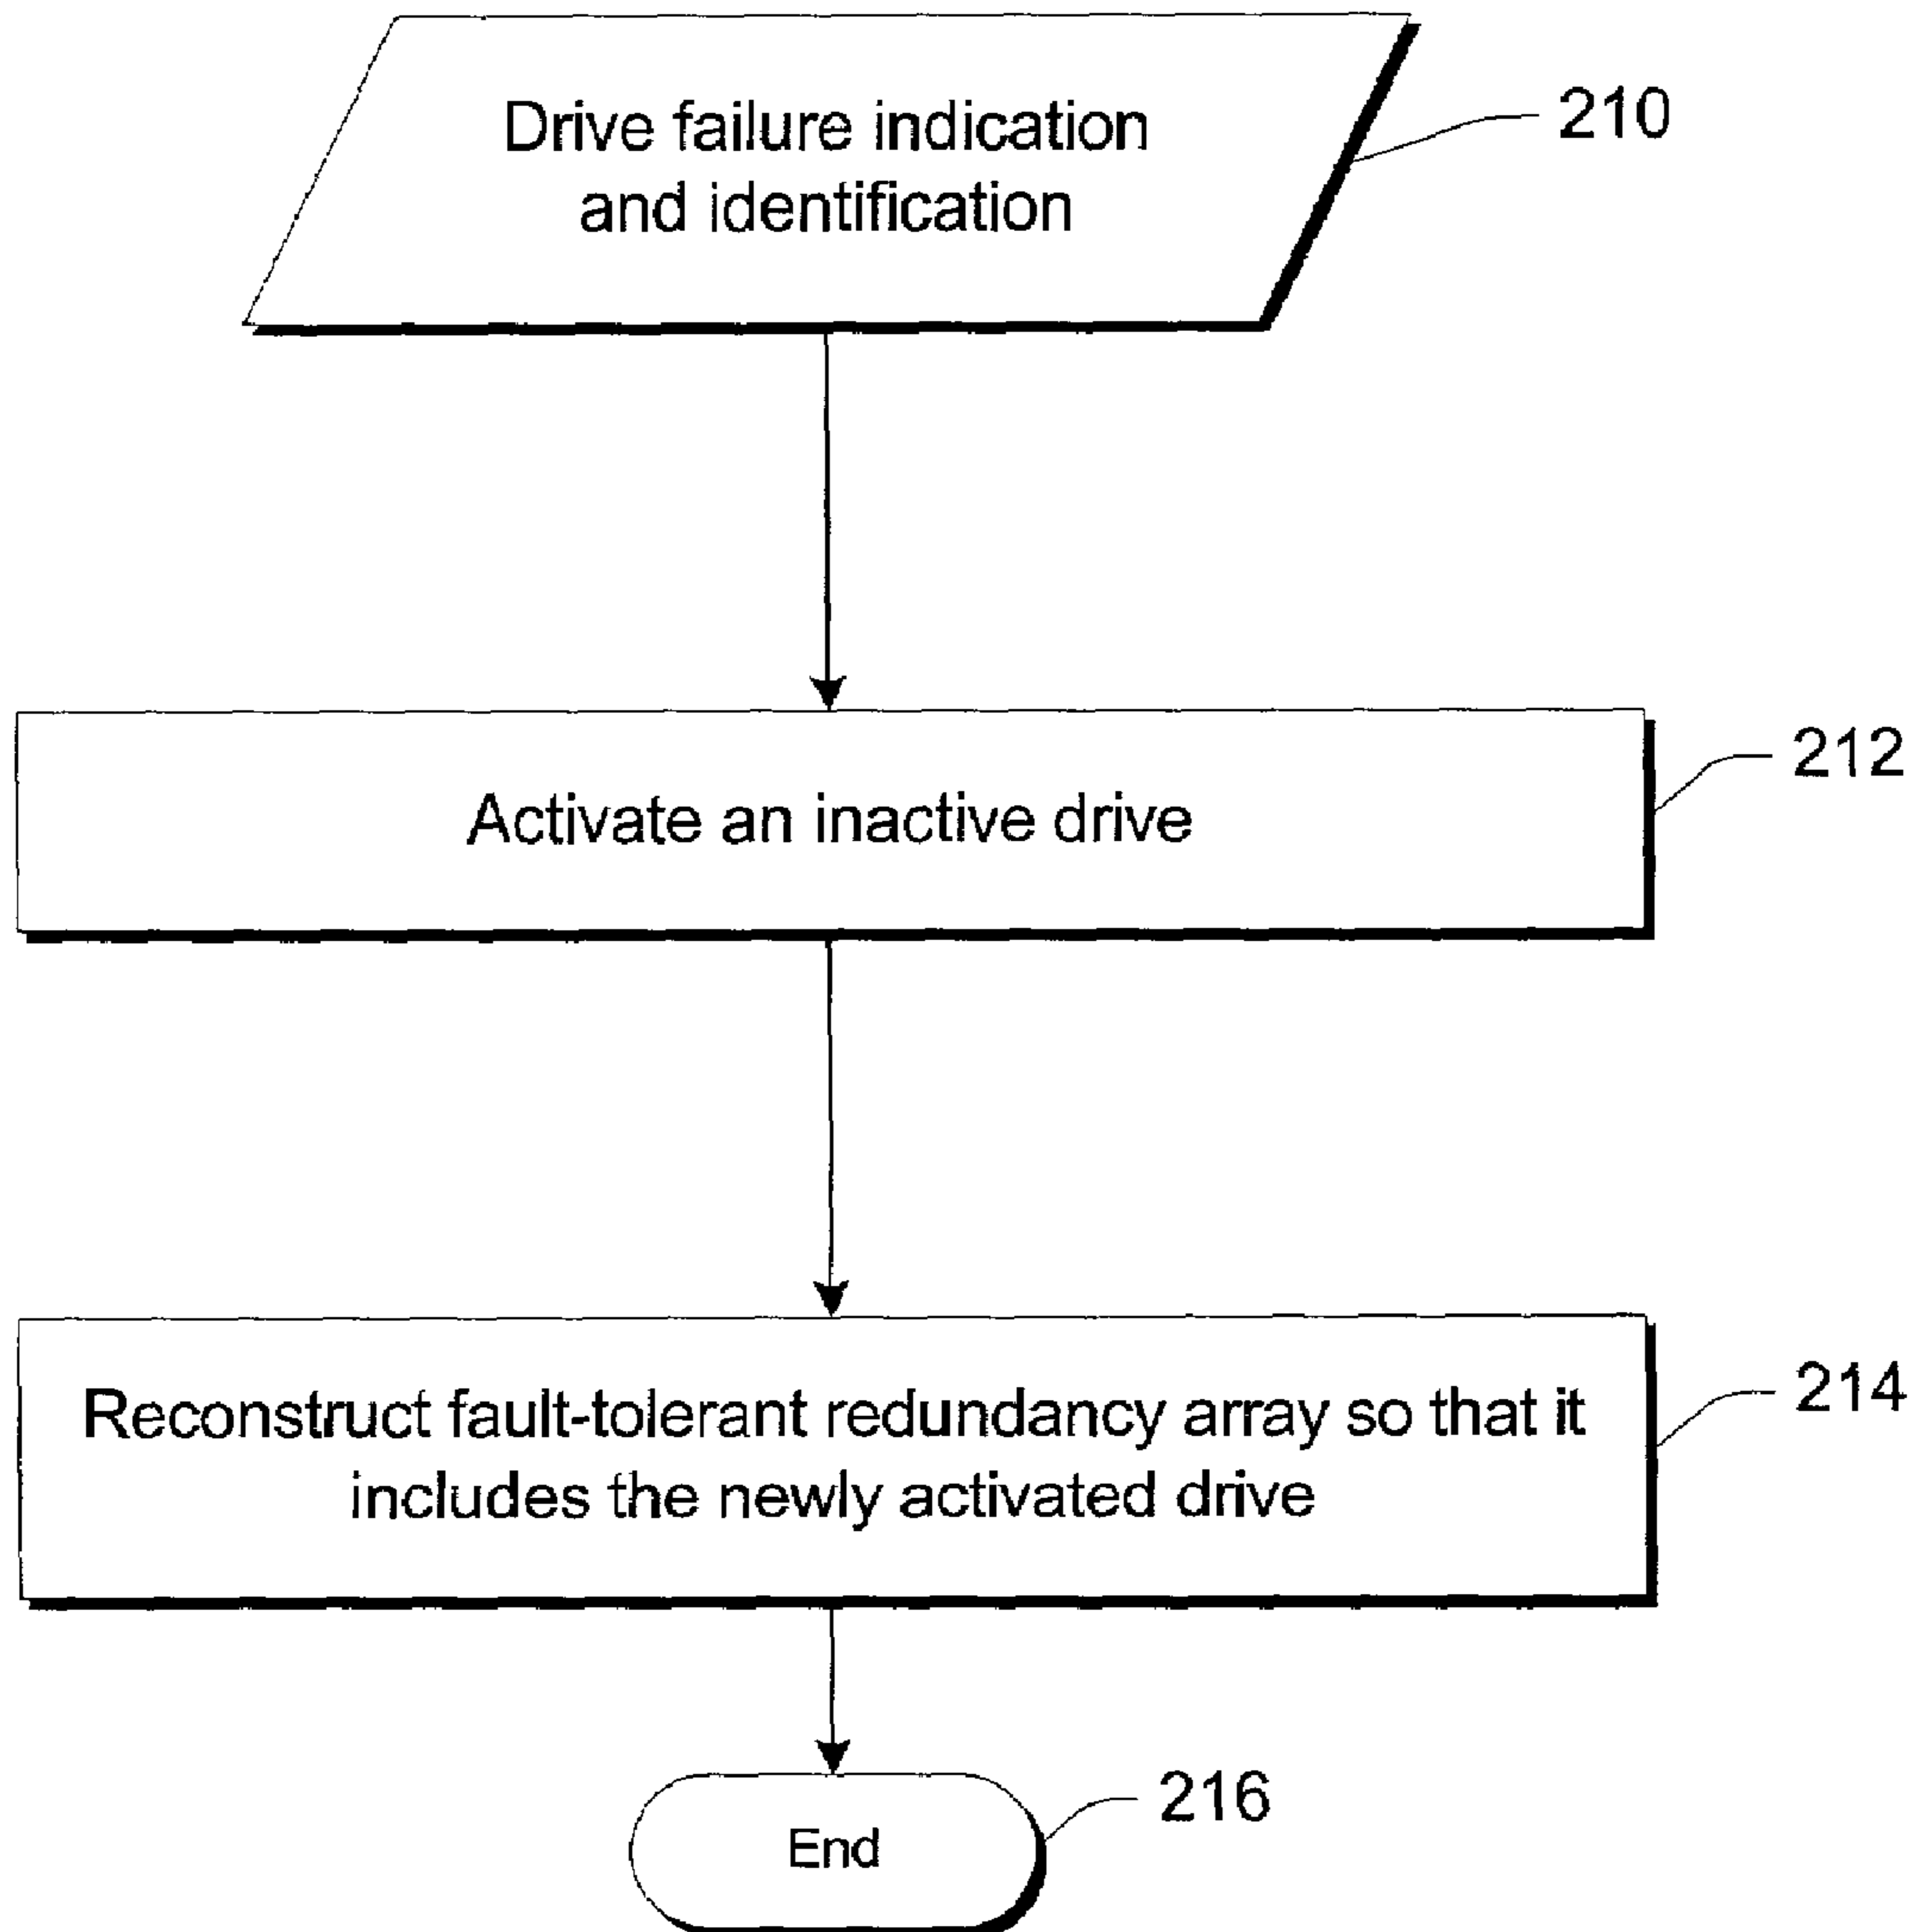 Drive failure indication
and identification
210
Activate an inactive drive
212
Reconstruct fault-tolerant redundancy array so that it
includes the newly activated drive
214
End
216